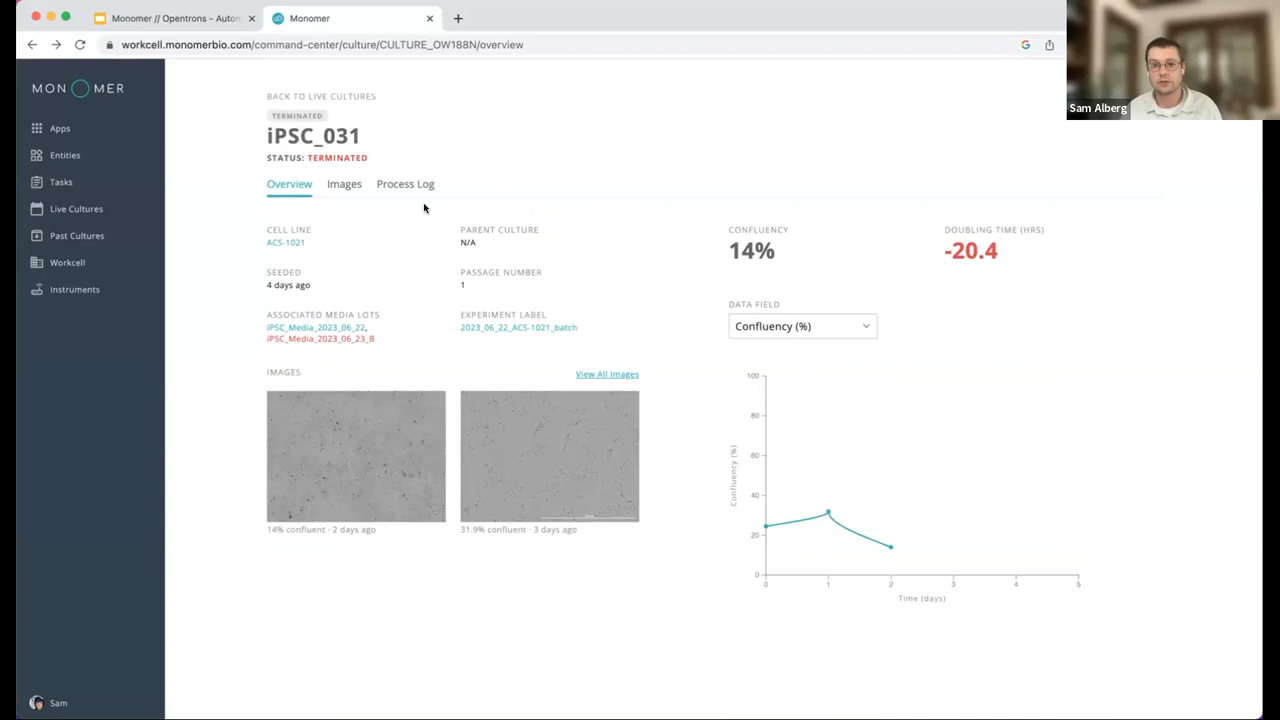 Monomer // Opentrons - Auton
Monomer
workcell.monomerbio.com/command-center/culture/CULTURE_OW188N/overview
Sam Alberg
MONOMER
Apps
Entities
Tasks
Live Cultures
Past Cultures
Workcell
Instruments
Sam
BACK TO LIVE CULTURES
TERMINATED
iPSC_031
STATUS: TERMINATED
Overview Images Process Log
CELL LINE
ACS-1021
PARENT CULTURE
N/A
SEEDED
4 days ago
PASSAGE NUMBER
1
ASSOCIATED MEDIA LOTS
iPSC_Media_2023_06_22,
iPSC_Media_2023_06_23_B
EXPERIMENT LABEL
2023_06_22_ACS-1021_batch
IMAGES
View All Images
14% confluent · 2 days ago
31.9% confluent · 3 days ago
CONFLUENCY
14%
DOUBLING TIME (HRS)
-20.4
DATA FIELD
Confluency (%)
Confluency (%)
100
80
60
40
20
0
0 1 2 3 4 5
Time (days)